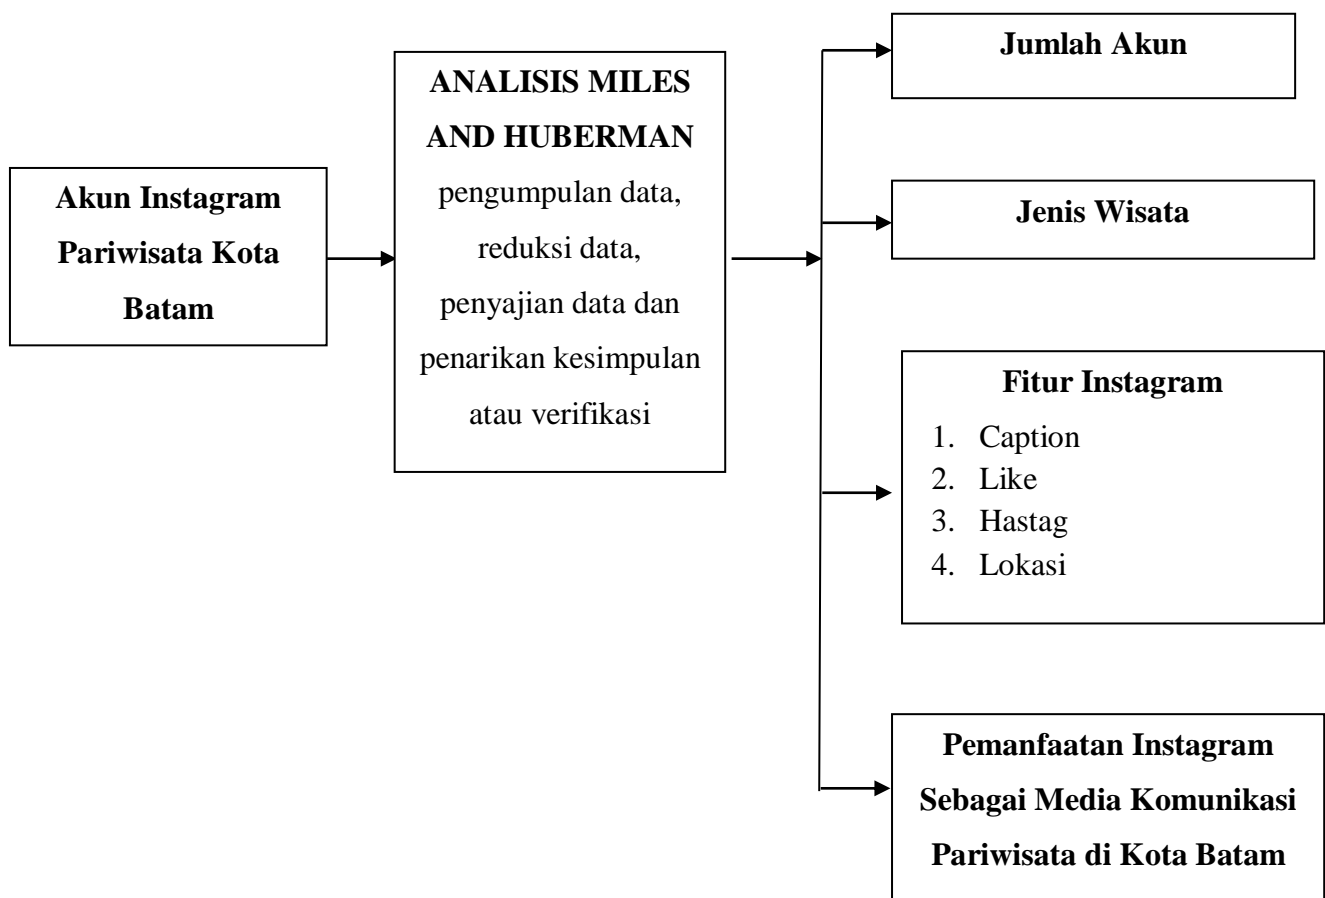 Akun Instagram
Pariwisata Kota
Batam
ANALISIS MILES
AND HUBERMAN
pengumpulan data,
reduksi data,
penyajian data dan
penarikan kesimpulan
atau verifikasi
Jumlah Akun
Jenis Wisata
Fitur Instagram
1. Caption
2. Like
3. Hastag
4. Lokasi
Pemanfaatan Instagram
Sebagai Media Komunikasi
Pariwisata di Kota Batam